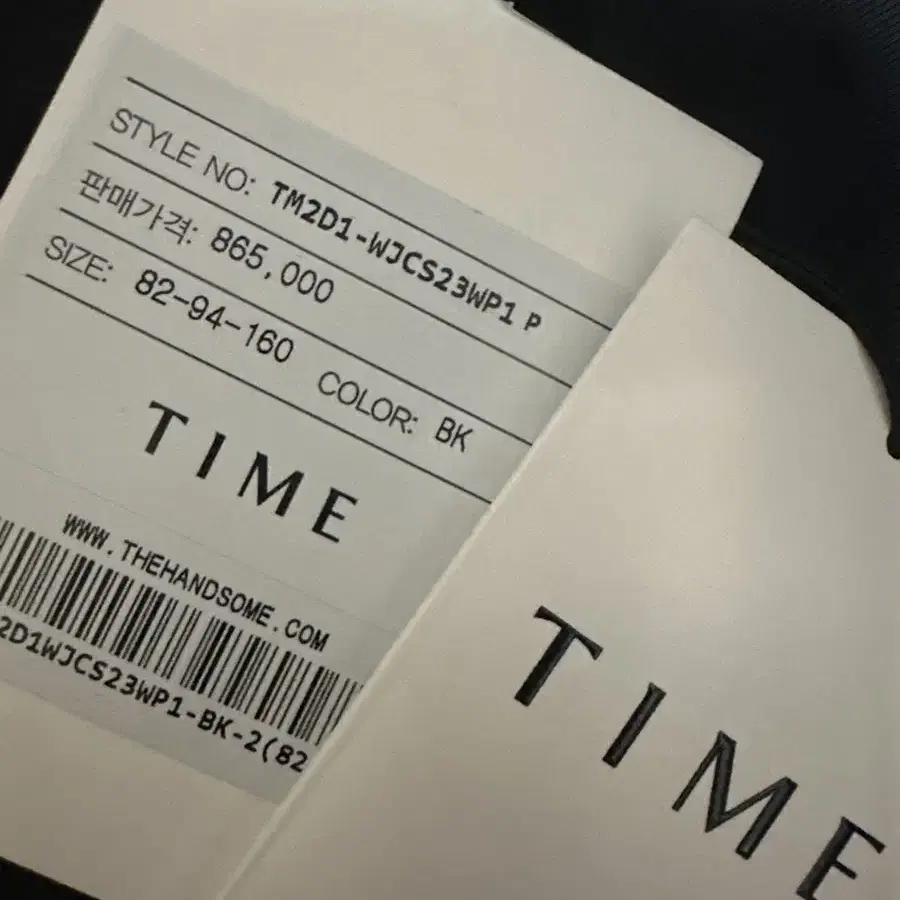 STYLE NO: TM2D1-WJCS23WP1 P
판매가격: 865,000
SIZE: 82-94-160 COLOR: BK
TIME
WWW.THEHANDSOME.COM
2D1WJCS23WP1-BK-2(82
TIME